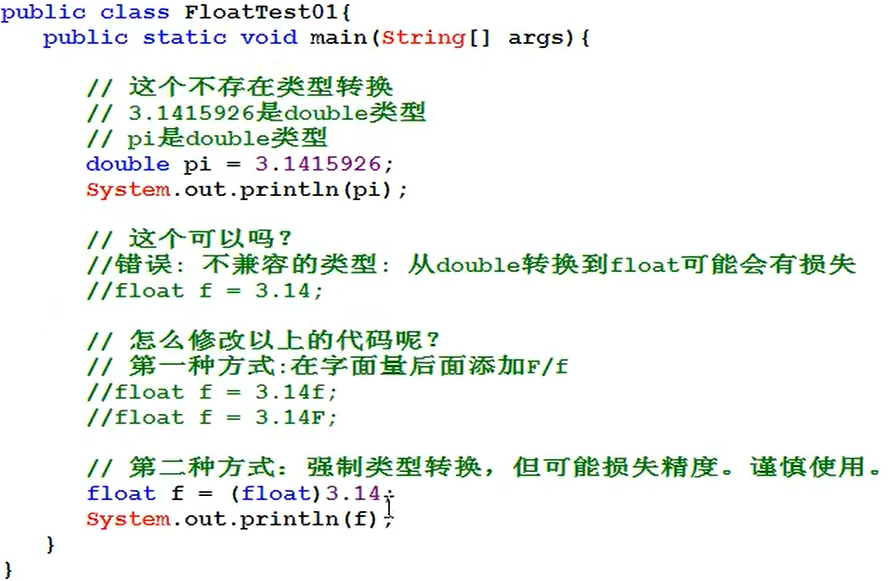 public class FloatTest01{
public static void main(String[] args){
// 这个不存在类型转换
// 3.1415926是double类型
// pi是double类型
double pi = 3.1415926;
System.out.println(pi);
// 这个可以吗？
//错误: 不兼容的类型: 从double转换到float可能会有损失
//float f = 3.14;
// 怎么修改以上的代码呢？
// 第一种方式:在字面量后面添加F/f
//float f = 3.14f;
//float f = 3.14F;
// 第二种方式：强制类型转换，但可能损失精度。谨慎使用。
float f = (float)3.14;
System.out.println(f);
}
}